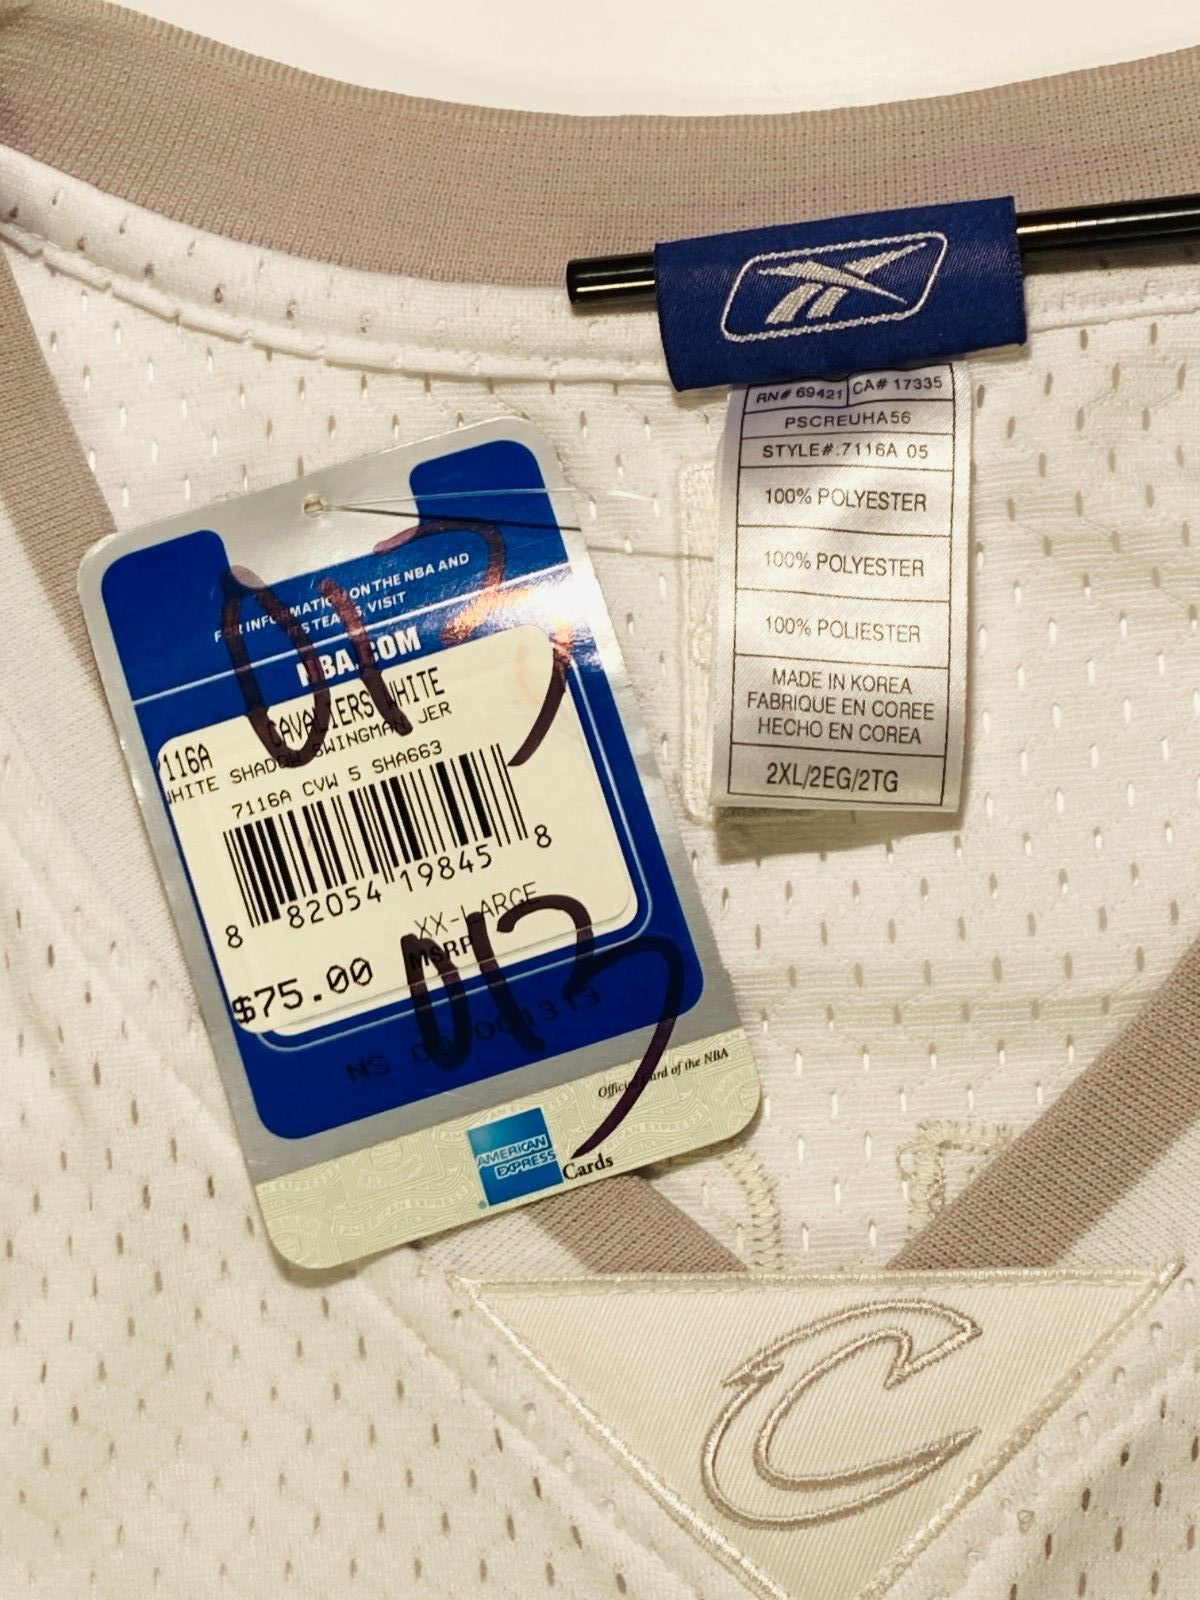 RN# 69421 CA# 17335
PSCREUHA56
STYLE#:7116A 05
100% POLYESTER
100% POLYESTER
100% POLIESTER
MADE IN KOREA
FABRIQUE EN COREE
HECHO EN COREA
2XL/2EG/2TG
FOR INFORMATION ON THE NBA AND
ITS TEAMS, VISIT
NBA.COM
7116A CAVALIERS WHITE
WHITE SHADOW SWINGMAN JER
7116A CVW 5 SHA663
8 82054 19845 8
XX-LARGE
MSRP
$75.00
Official Card of the NBA
AMERICAN
EXPRESS
Cards
C